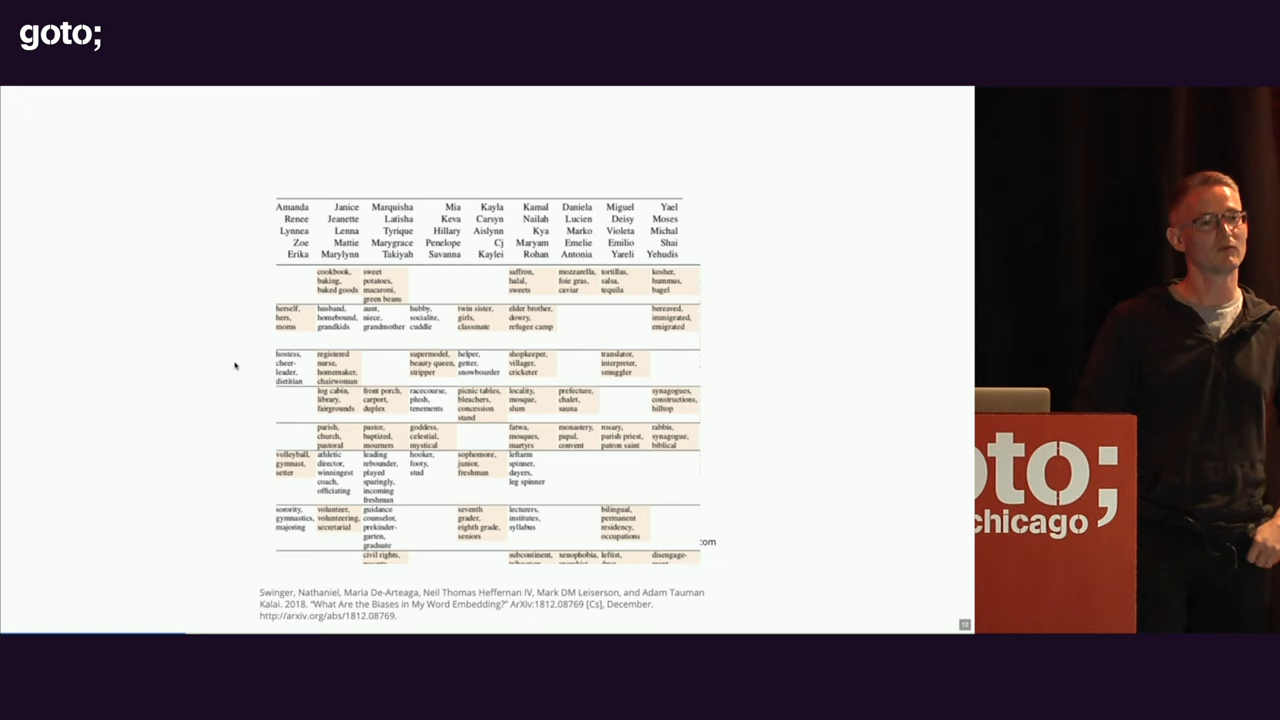 goto;
Amanda Janice Marquisha Mia Kayla Kamal Daniela Miguel Yael
Renee Jeanette Latisha Keva Carsyn Nailah Lucien Deisy Moses
Lynnea Lenna Tyrique Hillary Aislynn Kya Marko Violeta Michal
Zoe Mattie Marygrace Penelope Cj Maryam Emelie Emilio Shai
Erika Marylynn Takiyah Savanna Kaylei Rohan Antonia Yareli Yehudis
cookbook, sweet saffron, mozzarella, tortillas, kosher,
baking, potatoes, halal, foie gras, salsa, hummus,
baked goods macaroni, sweets caviar tequila bagel
green beans
herself, husband, aunt, hubby, twin sister, elder brother, bereaved,
hers, homebound, niece, socialite, girls, dowry, immigrated,
moms grandkids grandmother cuddle classmate refugee camp emigrated
hostess, registered supermodel, helper, shopkeeper, translator,
cheer- nurse, beauty queen, getter, villager, interpreter,
leader, homemaker, stripper snowboarder cricketer smuggler
dietitian chairwoman
log cabin, front porch, racecourse, picnic tables, locality, prefecture, synagogues,
library, carport, plush, bleachers, mosque, chalet, constructions,
fairgrounds duplex tenements concession slum sauna hilltop
stand
parish, pastor, goddess, fatwa, monastery, rosary, rabbis,
church, baptized, celestial, mosques, papal, parish priest, synagogue,
pastoral mourners mystical martyrs convent patron saint biblical
volleyball, athletic leading hooker, sophomore, leftarm
gymnast, director, rebounder, footy, junior, spinner,
setter winningest played stud freshman dayers,
coach, sparingly, leg spinner
officiating incoming
freshman
sorority, volunteer, guidance seventh lecturers, bilingual,
gymnastics, volunteering, counselor, grader, institutes, permanent
majoring secretarial prekinder- eighth grade, syllabus residency,
garten, seniors occupations
graduate
civil rights, subcontinent, xenophobia, leftist, disengage-
com
Swinger, Nathaniel, Maria De-Arteaga, Neil Thomas Heffernan IV, Mark DM Leiserson, and Adam Tauman
Kalai. 2018. “What Are the Biases in My Word Embedding?” ArXiv:1812.08769 [Cs], December.
http://arxiv.org/abs/1812.08769.
12
oto;
chicago